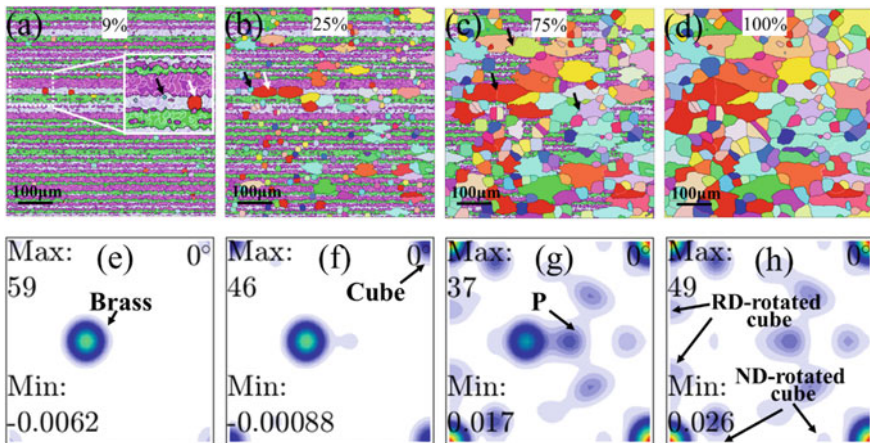 (a) 9%
100μm
(b) 25%
100μm
(c) 75%
100μm
(d) 100%
100μm
Max: (e) 0°
59
Brass
Min:
-0.0062
Max: (f) 0°
46
Cube
Min:
-0.00088
Max: (g) 0°
37
P
Min:
0.017
Max: (h) 0°
49
RD-rotated
cube
Min:
ND-rotated
cube
0.026